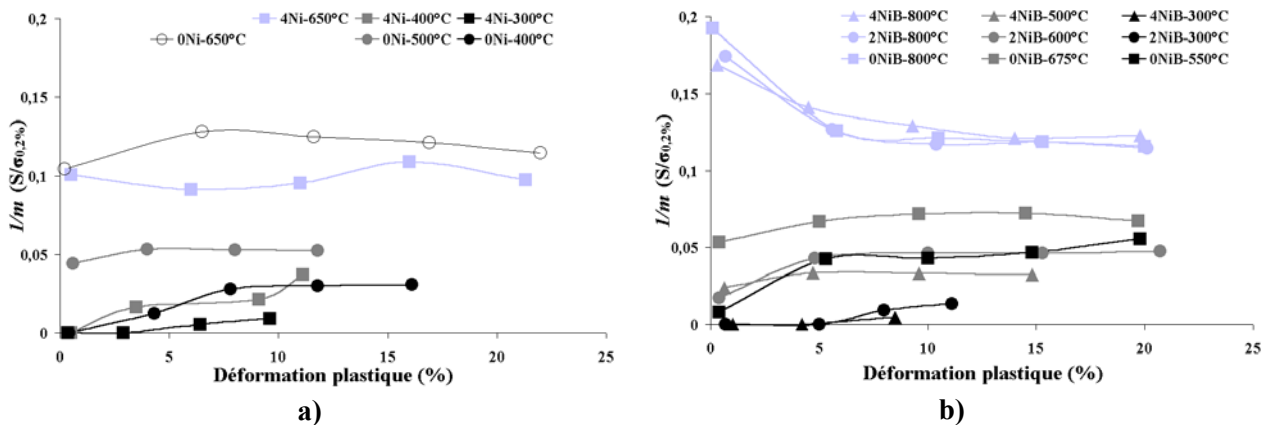 0,2
4Ni-650°C 4Ni-400°C 4Ni-300°C
0Ni-650°C 0Ni-500°C 0Ni-400°C
0,15
0,1
0,05
0
1/m (S/σ0,2%)
0 5 10 15 20 25
Déformation plastique (%)
a)
0,2
4NiB-800°C 4NiB-500°C 4NiB-300°C
2NiB-800°C 2NiB-600°C 2NiB-300°C
0NiB-800°C 0NiB-675°C 0NiB-550°C
0,15
0,1
0,05
0
1/m (S/σ0,2%)
0 5 10 15 20 25
Déformation plastique (%)
b)